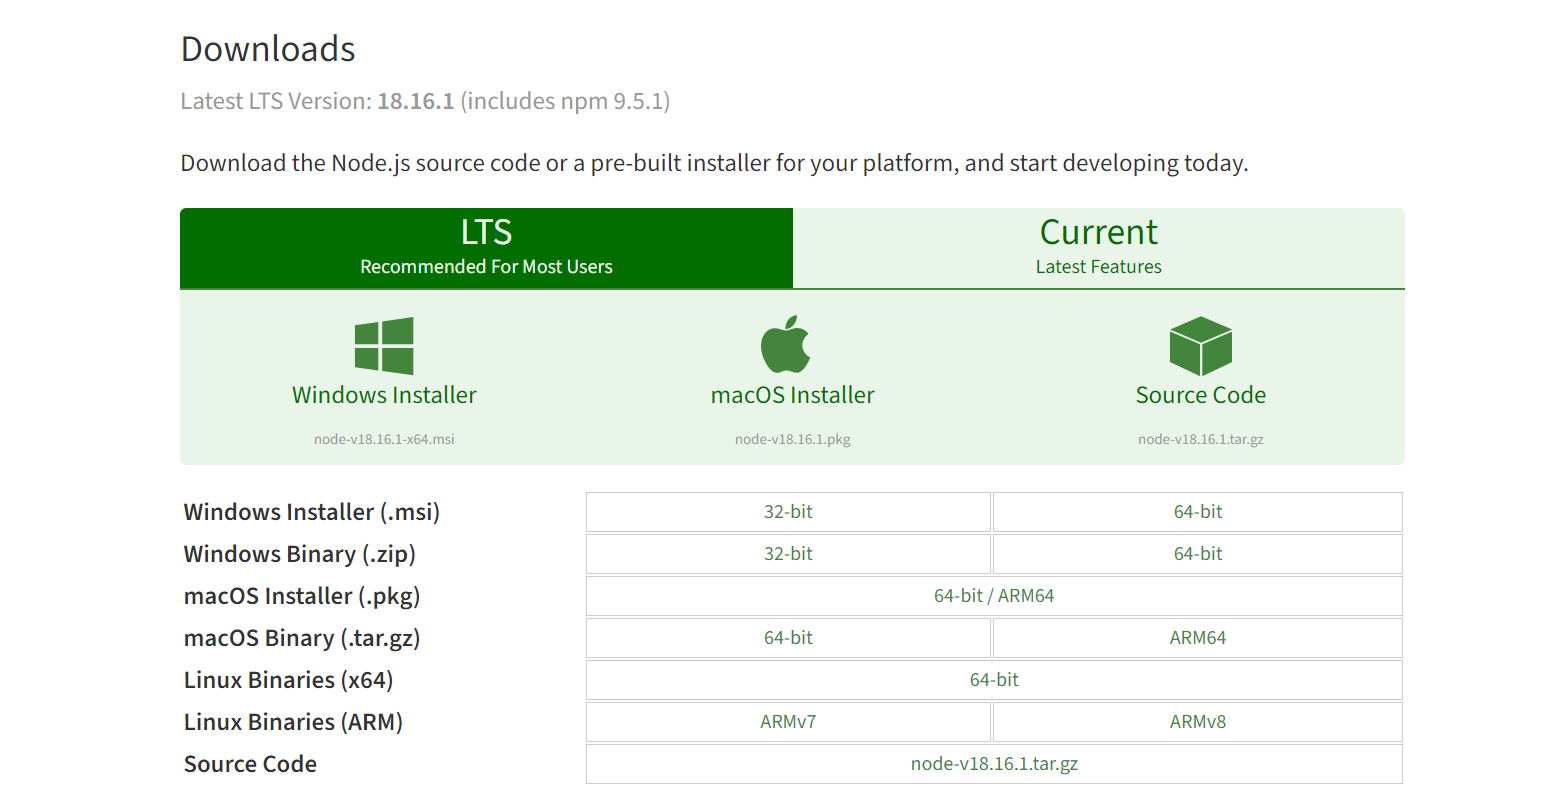 Downloads
Latest LTS Version: 18.16.1 (includes npm 9.5.1)
Download the Node.js source code or a pre-built installer for your platform, and start developing today.
LTS
Recommended For Most Users
Current
Latest Features
Windows Installer
node-v18.16.1-x64.msi
macOS Installer
node-v18.16.1.pkg
Source Code
node-v18.16.1.tar.gz
Windows Installer (.msi) 32-bit 64-bit
Windows Binary (.zip) 32-bit 64-bit
macOS Installer (.pkg) 64-bit / ARM64
macOS Binary (.tar.gz) 64-bit ARM64
Linux Binaries (x64) 64-bit
Linux Binaries (ARM) ARMv7 ARMv8
Source Code node-v18.16.1.tar.gz